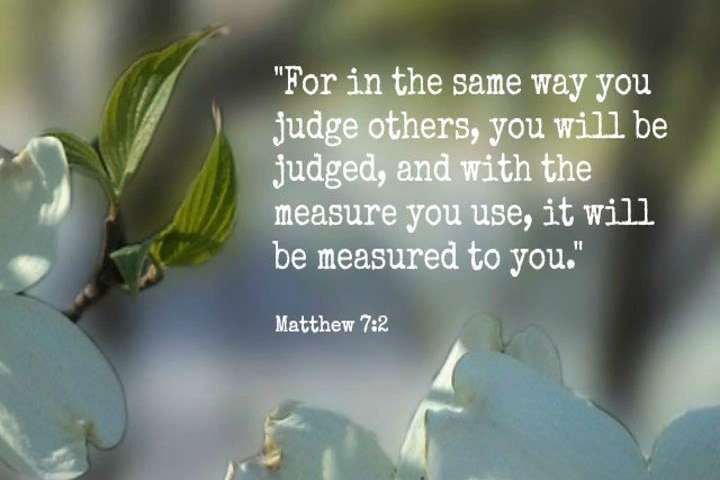 "For in the same way you
judge others, you will be
judged, and with the
measure you use, it will
be measured to you."
Matthew 7:2